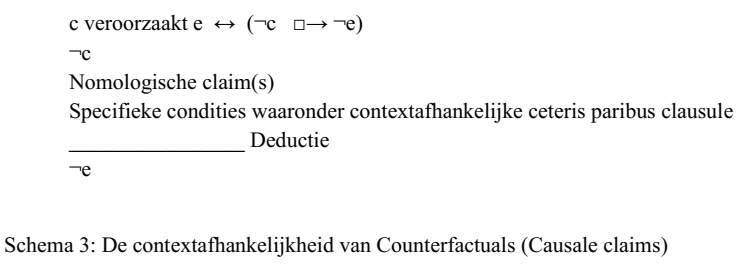 c veroorzaakt e ↔ (¬c □→ ¬e)
¬c
Nomologische claim(s)
Specifieke condities waaronder contextafhankelijke ceteris paribus clausule
_________________ Deductie
¬e
Schema 3: De contextafhankelijkheid van Counterfactuals (Causale claims)